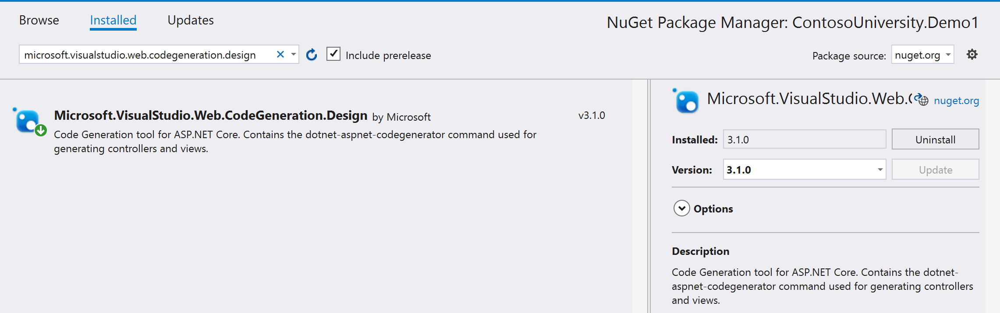 Browse Installed Updates
NuGet Package Manager: ContosoUniversity.Demo1
microsoft.visualstudio.web.codegeneration.design
Include prerelease
Package source: nuget.org
Microsoft.VisualStudio.Web.CodeGeneration.Design by Microsoft
v3.1.0
Code Generation tool for ASP.NET Core. Contains the dotnet-aspnet-codegenerator command used for
generating controllers and views.
Microsoft.VisualStudio.Web.
nuget.org
Installed: 3.1.0 Uninstall
Version: 3.1.0 Update
Options
Description
Code Generation tool for ASP.NET Core. Contains the dotnet-
aspnet-codegenerator command used for generating controllers
and views.